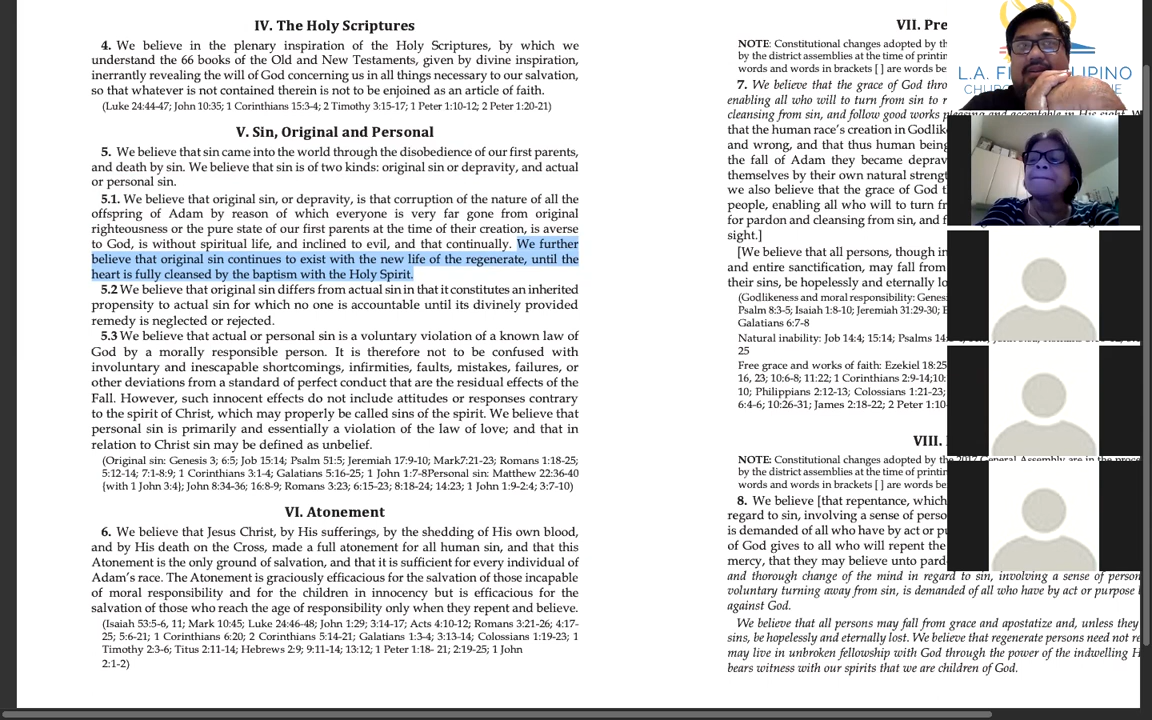 IV. The Holy Scriptures
4. We believe in the plenary inspiration of the Holy Scriptures, by which we
understand the 66 books of the Old and New Testaments, given by divine inspiration,
inerrantly revealing the will of God concerning us in all things necessary to our salvation,
so that whatever is not contained therein is not to be enjoined as an article of faith.
(Luke 24:44-47; John 10:35; 1 Corinthians 15:3-4; 2 Timothy 3:15-17; 1 Peter 1:10-12; 2 Peter 1:20-21)
V. Sin, Original and Personal
5. We believe that sin came into the world through the disobedience of our first parents,
and death by sin. We believe that sin is of two kinds: original sin or depravity, and actual
or personal sin.
5.1. We believe that original sin, or depravity, is that corruption of the nature of all the
offspring of Adam by reason of which everyone is very far gone from original
righteousness or the pure state of our first parents at the time of their creation, is averse
to God, is without spiritual life, and inclined to evil, and that continually. We further
believe that original sin continues to exist with the new life of the regenerate, until the
heart is fully cleansed by the baptism with the Holy Spirit.
5.2 We believe that original sin differs from actual sin in that it constitutes an inherited
propensity to actual sin for which no one is accountable until its divinely provided
remedy is neglected or rejected.
5.3 We believe that actual or personal sin is a voluntary violation of a known law of
God by a morally responsible person. It is therefore not to be confused with
involuntary and inescapable shortcomings, infirmities, faults, mistakes, failures, or
other deviations from a standard of perfect conduct that are the residual effects of the
Fall. However, such innocent effects do not include attitudes or responses contrary
to the spirit of Christ, which may properly be called sins of the spirit. We believe that
personal sin is primarily and essentially a violation of the law of love; and that in
relation to Christ sin may be defined as unbelief.
(Original sin: Genesis 3; 6:5; Job 15:14; Psalm 51:5; Jeremiah 17:9-10; Mark7:21-23; Romans 1:18-25;
5:12-14; 7:1-8:9; 1 Corinthians 3:1-4; Galatians 5:16-25; 1 John 1:7-8Personal sin: Matthew 22:36-40
{with 1 John 3:4}; John 8:34-36; 16:8-9; Romans 3:23; 6:15-23; 8:18-24; 14:23; 1 John 1:9-2:4; 3:7-10)
VI. Atonement
6. We believe that Jesus Christ, by His sufferings, by the shedding of His own blood,
and by His death on the Cross, made a full atonement for all human sin, and that this
Atonement is the only ground of salvation, and that it is sufficient for every individual of
Adam's race. The Atonement is graciously efficacious for the salvation of those incapable
of moral responsibility and for the children in innocency but is efficacious for the
salvation of those who reach the age of responsibility only when they repent and believe.
(Isaiah 53:5-6, 11; Mark 10:45; Luke 24:46-48; John 1:29; 3:14-17; Acts 4:10-12; Romans 3:21-26; 4:17-
25; 5:6-21; 1 Corinthians 6:20; 2 Corinthians 5:14-21; Galatians 1:3-4; 3:13-14; Colossians 1:19-23; 1
Timothy 2:3-6; Titus 2:11-14; Hebrews 2:9; 9:11-14; 13:12; 1 Peter 1:18- 21; 2:19-25; 1 John
2:1-2)
VII. Pre
NOTE: Constitutional changes adopted by th
by the district assemblies at the time of printin
words and words in brackets [ ] are words be
7. We believe that the grace of God thro
enabling all who will to turn from sin to r
cleansing from sin, and follow good works pleasing and acceptable in His sight. W
that the human race's creation in Godlik
and wrong, and that thus human being
the fall of Adam they became deprav
themselves by their own natural strengt
we also believe that the grace of God t
people, enabling all who will to turn fr
for pardon and cleansing from sin, and f
sight.]
[We believe that all persons, though in
and entire sanctification, may fall from
their sins, be hopelessly and eternally lo
(Godlikeness and moral responsibility: Genes
Psalm 8:3-5; Isaiah 1:8-10; Jeremiah 31:29-30; E
Galatians 6:7-8
Natural inability: Job 14:4; 15:14; Psalms 14:
25
Free grace and works of faith: Ezekiel 18:25
16, 23; 10:6-8; 11:22; 1 Corinthians 2:9-14;10:
10; Philippians 2:12-13; Colossians 1:21-23;
6:4-6; 10:26-31; James 2:18-22; 2 Peter 1:10-
VIII.
NOTE: Constitutional changes adopted by the 2017 General Assembly are in the proce
by the district assemblies at the time of printin
words and words in brackets [ ] are words be
8. We believe [that repentance, which
regard to sin, involving a sense of perso
is demanded of all who have by act or pu
of God gives to all who will repent the
mercy, that they may believe unto pard
and thorough change of the mind in regard to sin, involving a sense of person
voluntary turning away from sin, is demanded of all who have by act or purpose
against God.
We believe that all persons may fall from grace and apostatize and, unless they
sins, be hopelessly and eternally lost. We believe that regenerate persons need not re
may live in unbroken fellowship with God through the power of the indwelling H
bears witness with our spirits that we are children of God.
L.A. FI
LIPINO